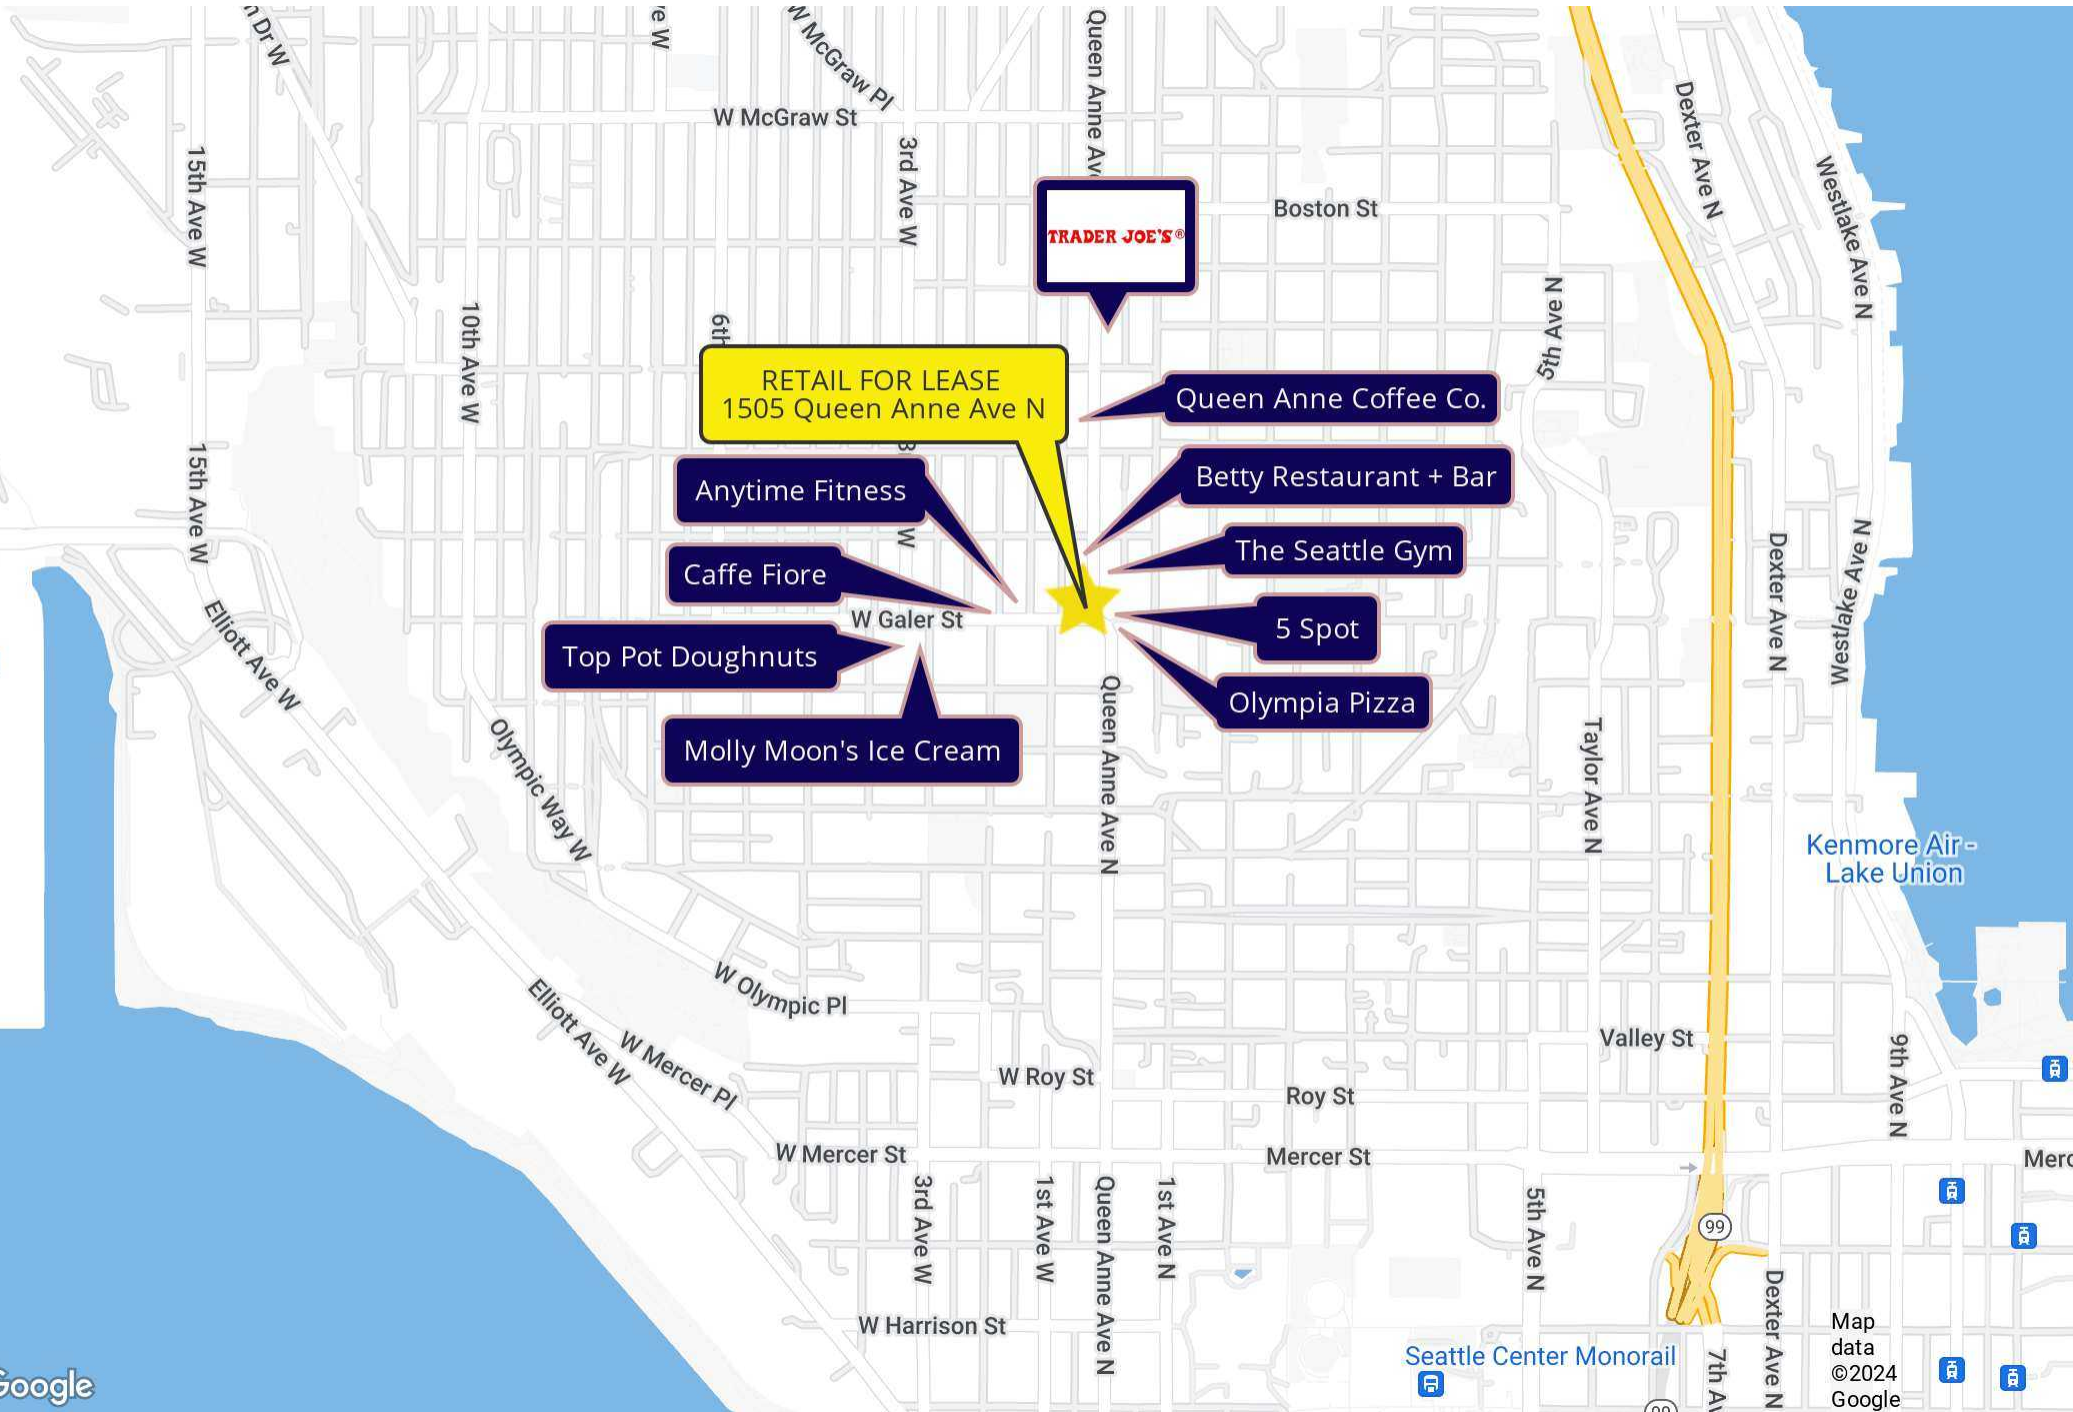 Queen Anne Ave
W McGraw Pl
W McGraw St
Dr W
e W
15th Ave W
3rd Ave W
Dexter Ave N
Westlake Ave N
Boston St
TRADER JOE'S®
10th Ave W
6th
5th Ave N
RETAIL FOR LEASE
1505 Queen Anne Ave N
Queen Anne Coffee Co.
15th Ave W
W
Anytime Fitness
Betty Restaurant + Bar
The Seattle Gym
Caffe Fiore
Dexter Ave N
Westlake Ave N
W Galer St
5 Spot
Top Pot Doughnuts
Elliott Ave W
Olympia Pizza
Molly Moon's Ice Cream
Queen Anne Ave N
Olympic Way W
Taylor Ave N
Kenmore Air -
Lake Union
W Olympic Pl
Elliott Ave W
W Mercer Pl
Valley St
9th Ave N
W Roy St
Roy St
W Mercer St
Mercer St
Merc
3rd Ave W
1st Ave W
Queen Anne Ave N
1st Ave N
5th Ave N
99
Dexter Ave N
W Harrison St
Seattle Center Monorail
7th Av
Map
data
©2024
Google
Google